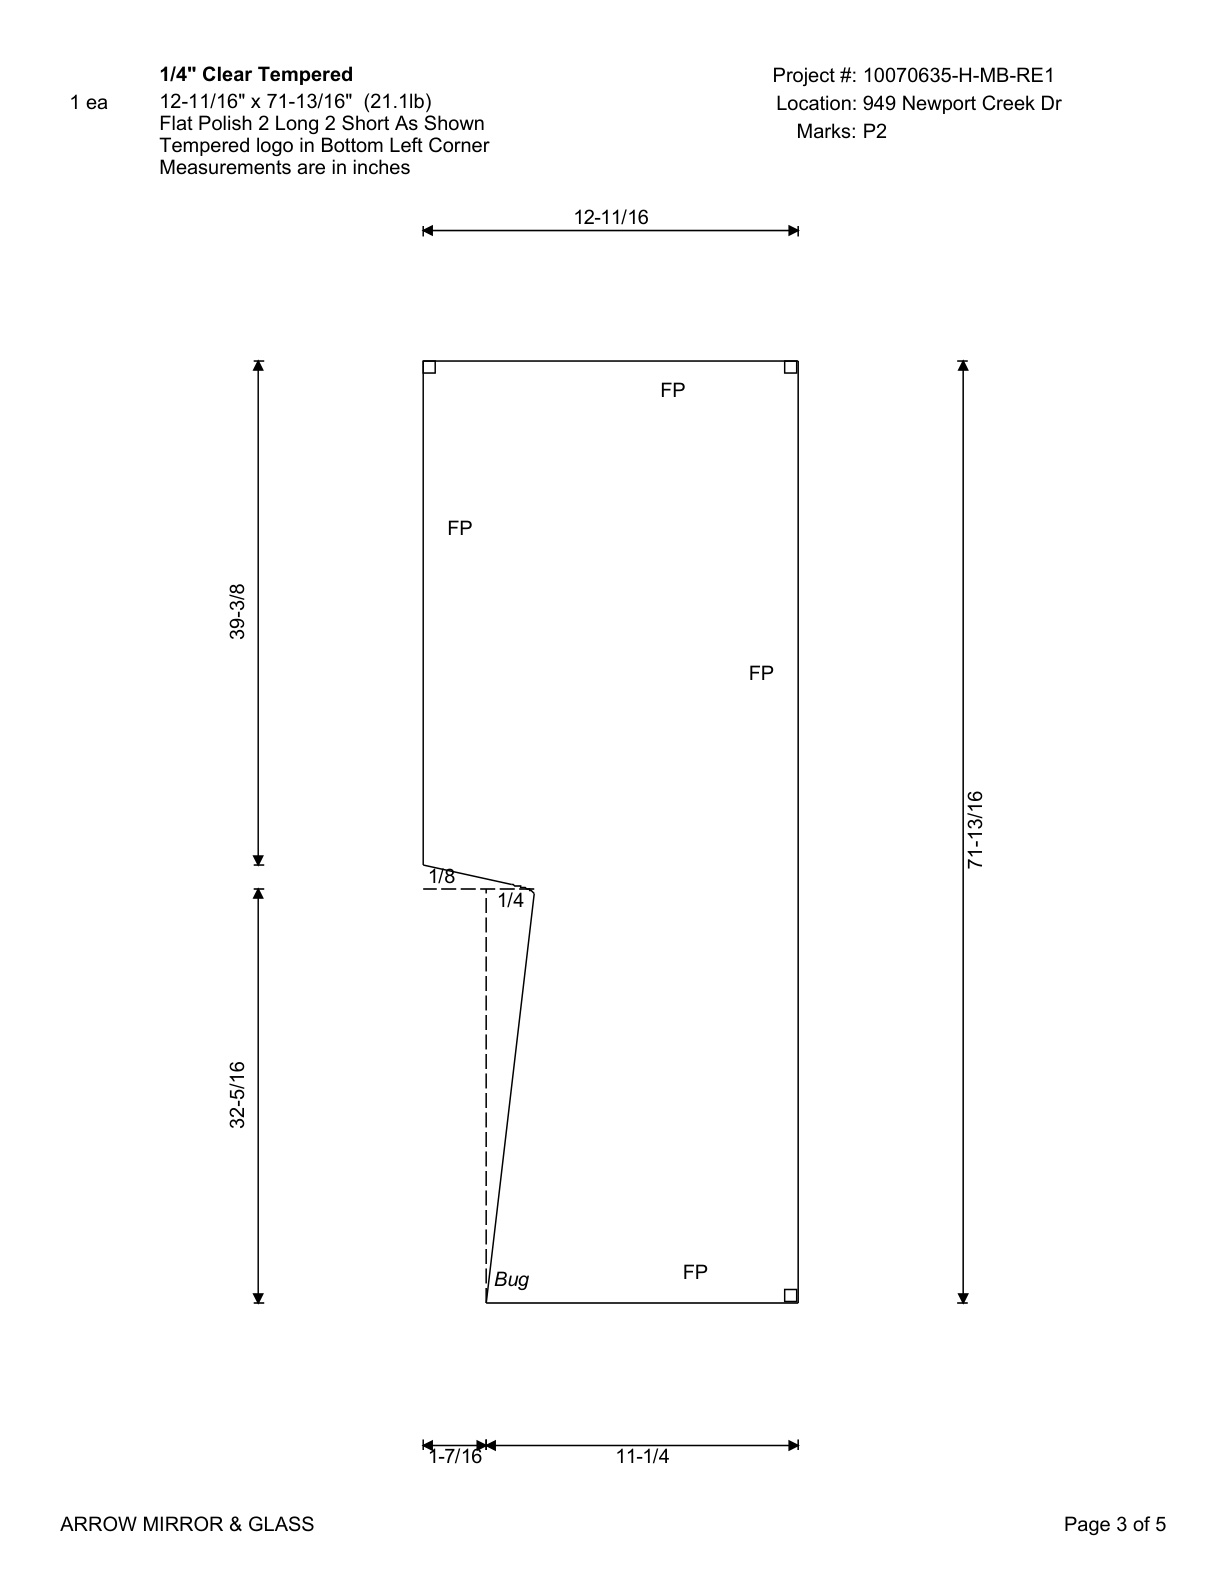 1/4" Clear Tempered
Project #: 10070635-H-MB-RE1
1 ea
12-11/16" x 71-13/16"  (21.1lb)
Location: 949 Newport Creek Dr
Flat Polish 2 Long 2 Short As Shown
Marks: P2
Tempered logo in Bottom Left Corner
Measurements are in inches
12-11/16
FP
FP
39-3/8
FP
71-13/16
1/8
1/4
32-5/16
Bug
FP
1-7/16
11-1/4
ARROW MIRROR & GLASS
Page 3 of 5